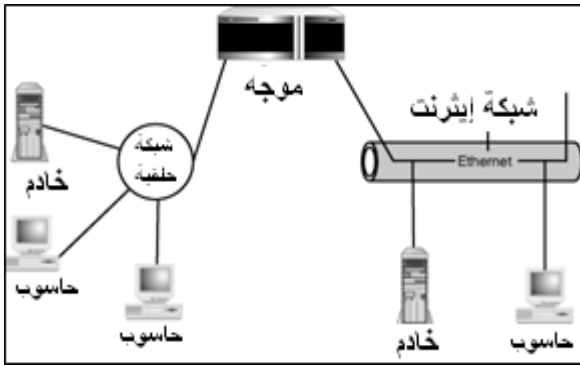 موجه
شبكة إيثرنت
شبكة
حلقية
Ethernet
خادم
حاسوب
حاسوب
خادم
حاسوب